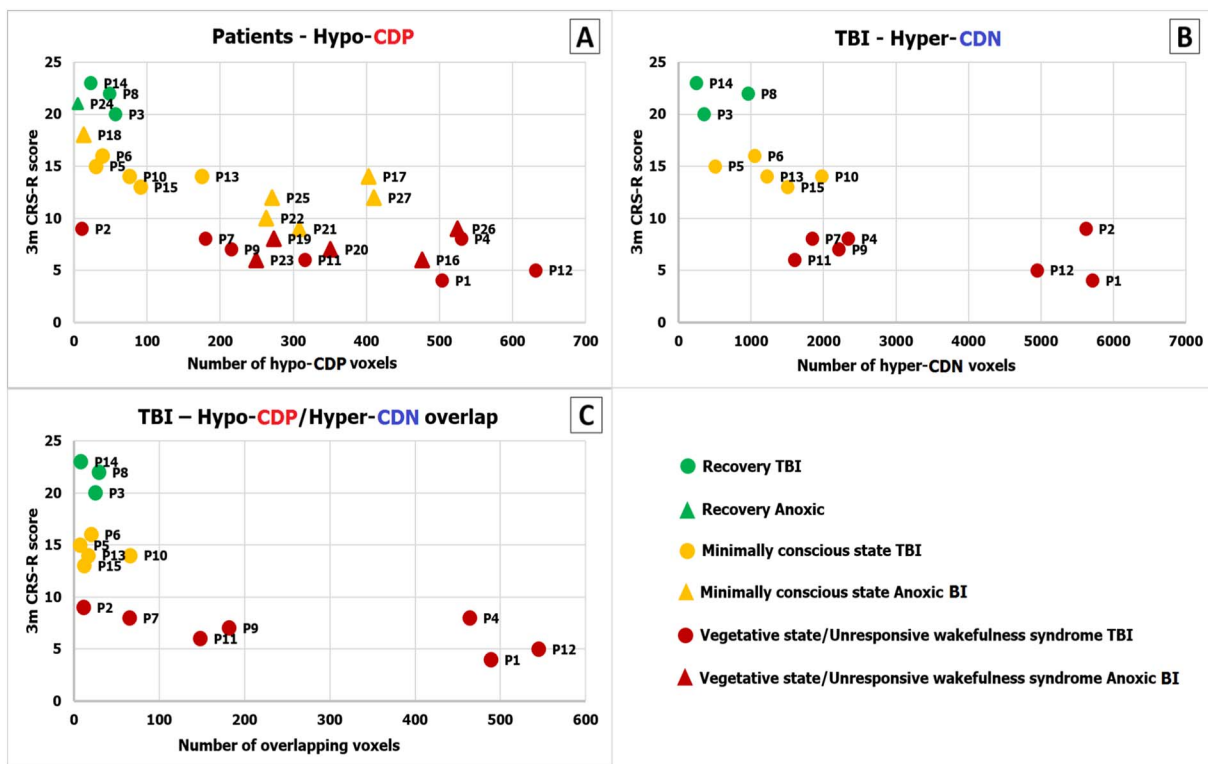 Patients - Hypo-CDP
A
3m CRS-R score
25
20
15
10
5
0
P14
P8
P24
P3
P18
P6
P5
P10
P13
P17
P15
P25
P27
P22
P2
P21
P26
P7
P19
P4
P9
P20
P23
P11
P16
P12
P1
0 100 200 300 400 500 600 700
Number of hypo-CDP voxels
TBI - Hyper-CDN
B
3m CRS-R score
25
20
15
10
5
0
P14
P8
P3
P6
P5
P13
P10
P15
P2
P7
P4
P9
P11
P12
P1
0 1000 2000 3000 4000 5000 6000 7000
Number of hyper-CDN voxels
TBI – Hypo-CDP/Hyper-CDN overlap
C
3m CRS-R score
25
20
15
10
5
0
P14
P8
P3
P6
P5
P13
P10
P15
P2
P7
P4
P9
P11
P12
P1
0 100 200 300 400 500 600
Number of overlapping voxels
Recovery TBI
Recovery Anoxic
Minimally conscious state TBI
Minimally conscious state Anoxic BI
Vegetative state/Unresponsive wakefulness syndrome TBI
Vegetative state/Unresponsive wakefulness syndrome Anoxic BI